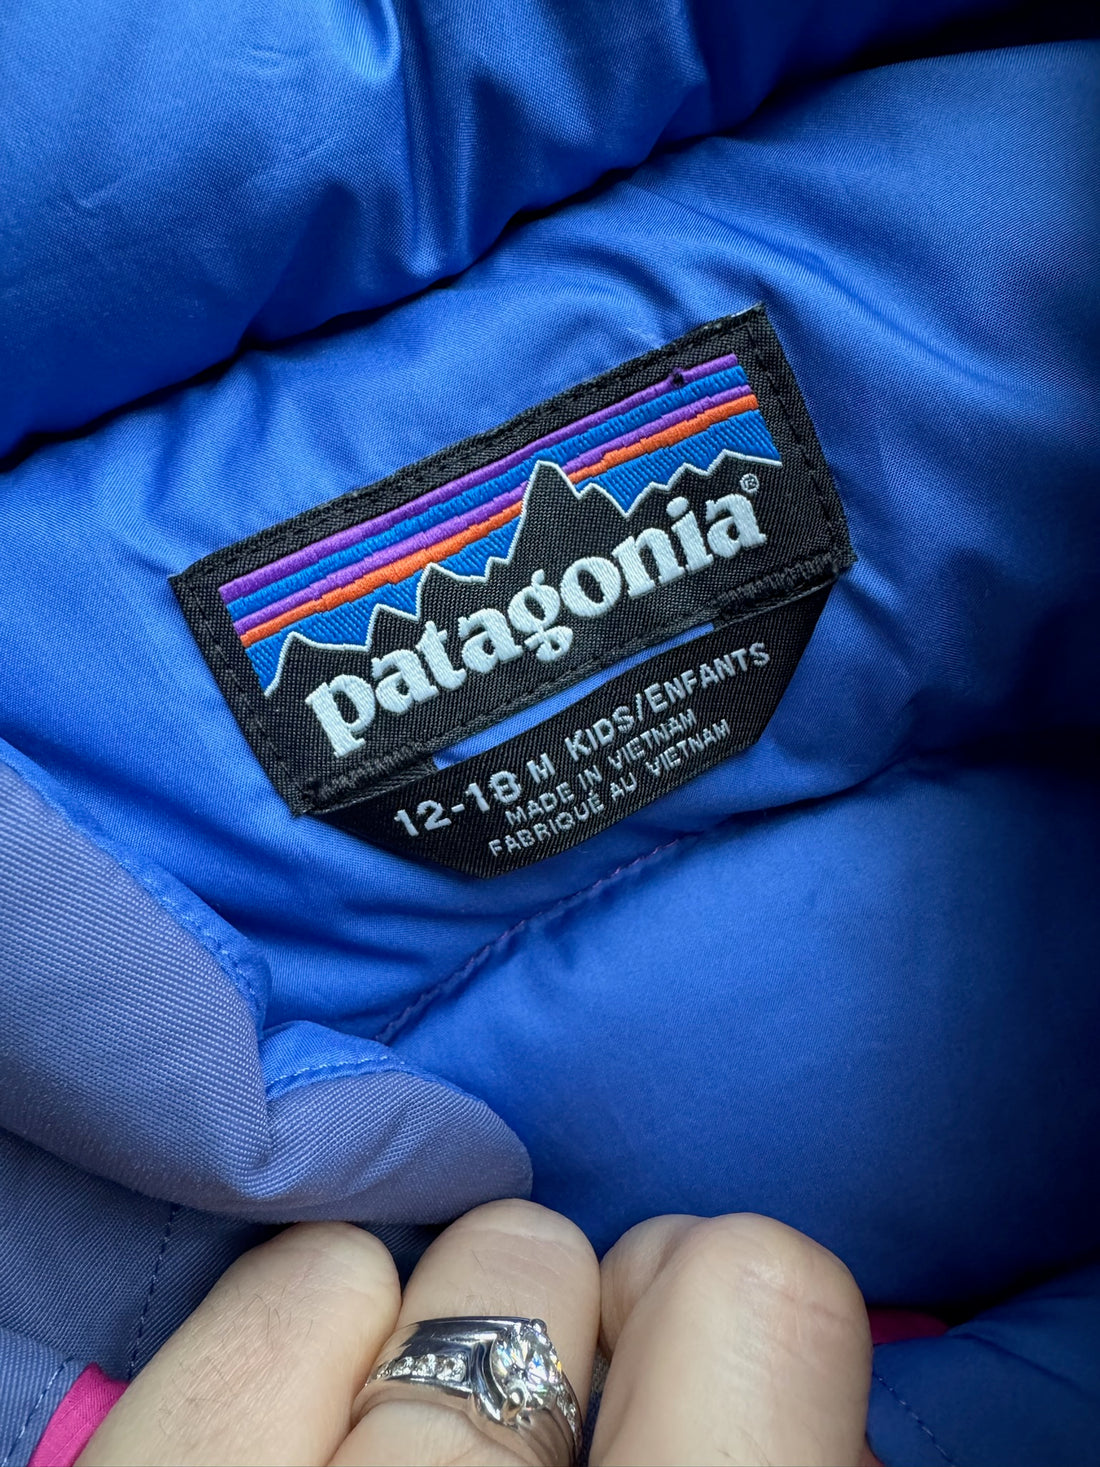 patagonia®
12-18 M KIDS/ENFANTS
MADE IN VIETNAM
FABRIQUÉ AU VIETNAM